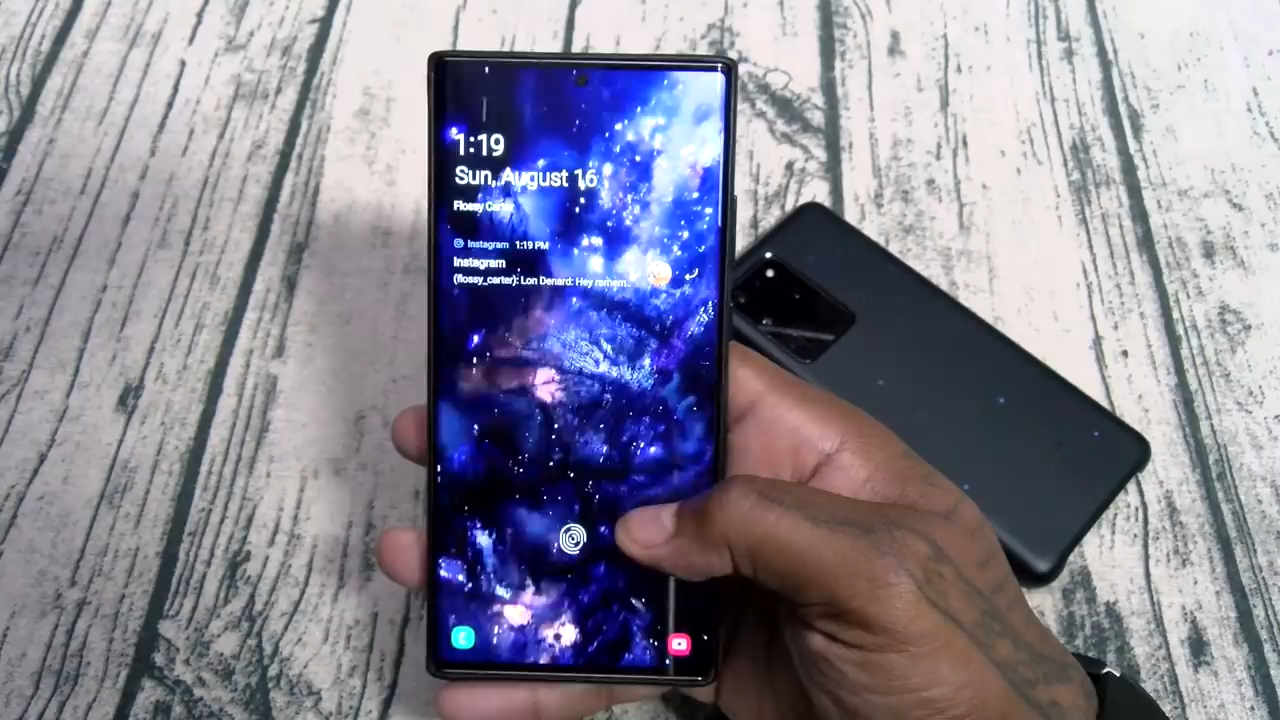 1:19
Sun, August 16
Flossy Carter
Instagram 1:19 PM
Instagram
(flossy_carter): Lon Denard: Hey remem...